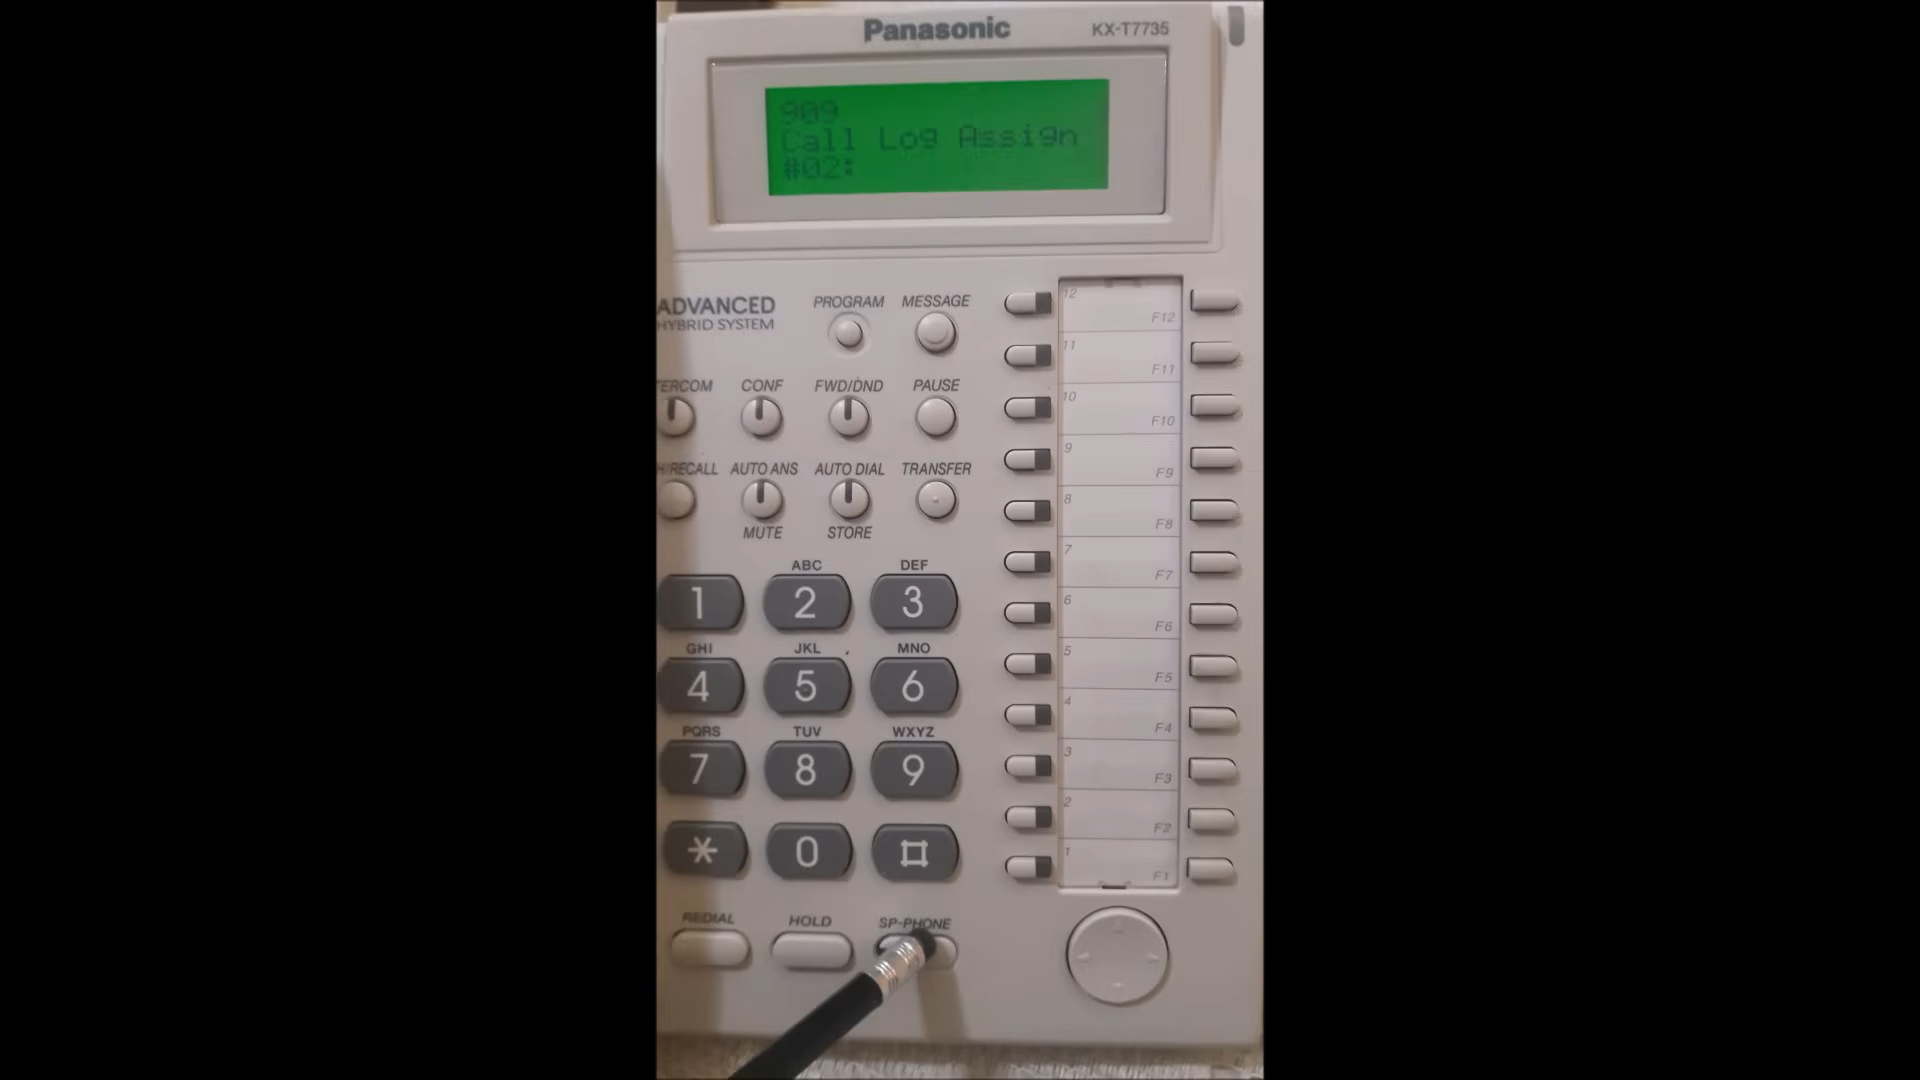 Panasonic KX-T7735
909
Call Log Assign
#02:
ADVANCED
HYBRID SYSTEM
PROGRAM MESSAGE
TERCOM CONF FWD/DND PAUSE
H/RECALL AUTO ANS AUTO DIAL TRANSFER
MUTE STORE
ABC DEF
1 2 3
GHI JKL MNO
4 5 6
PQRS TUV WXYZ
7 8 9
* 0 #
REDIAL HOLD SP-PHONE
12 F12
11 F11
10 F10
9 F9
8 F8
7 F7
6 F6
5 F5
4 F4
3 F3
2 F2
1 F1